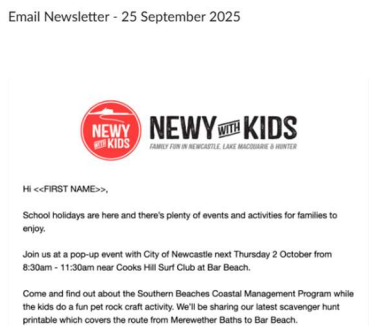 Email Newsletter - 25 September 2025
NEWY
WITH KIDS
NEWY WITH KIDS
FAMILY FUN IN NEWCASTLE, LAKE MACQUARIE & HUNTER
Hi <<FIRST NAME>>,
School holidays are here and there's plenty of events and activities for families to
enjoy.
Join us at a pop-up event with City of Newcastle next Thursday 2 October from
8:30am - 11:30am near Cooks Hill Surf Club at Bar Beach.
Come and find out about the Southern Beaches Coastal Management Program while
the kids do a fun pet rock craft activity. We'll be sharing our latest scavenger hunt
printable which covers the route from Merewether Baths to Bar Beach.